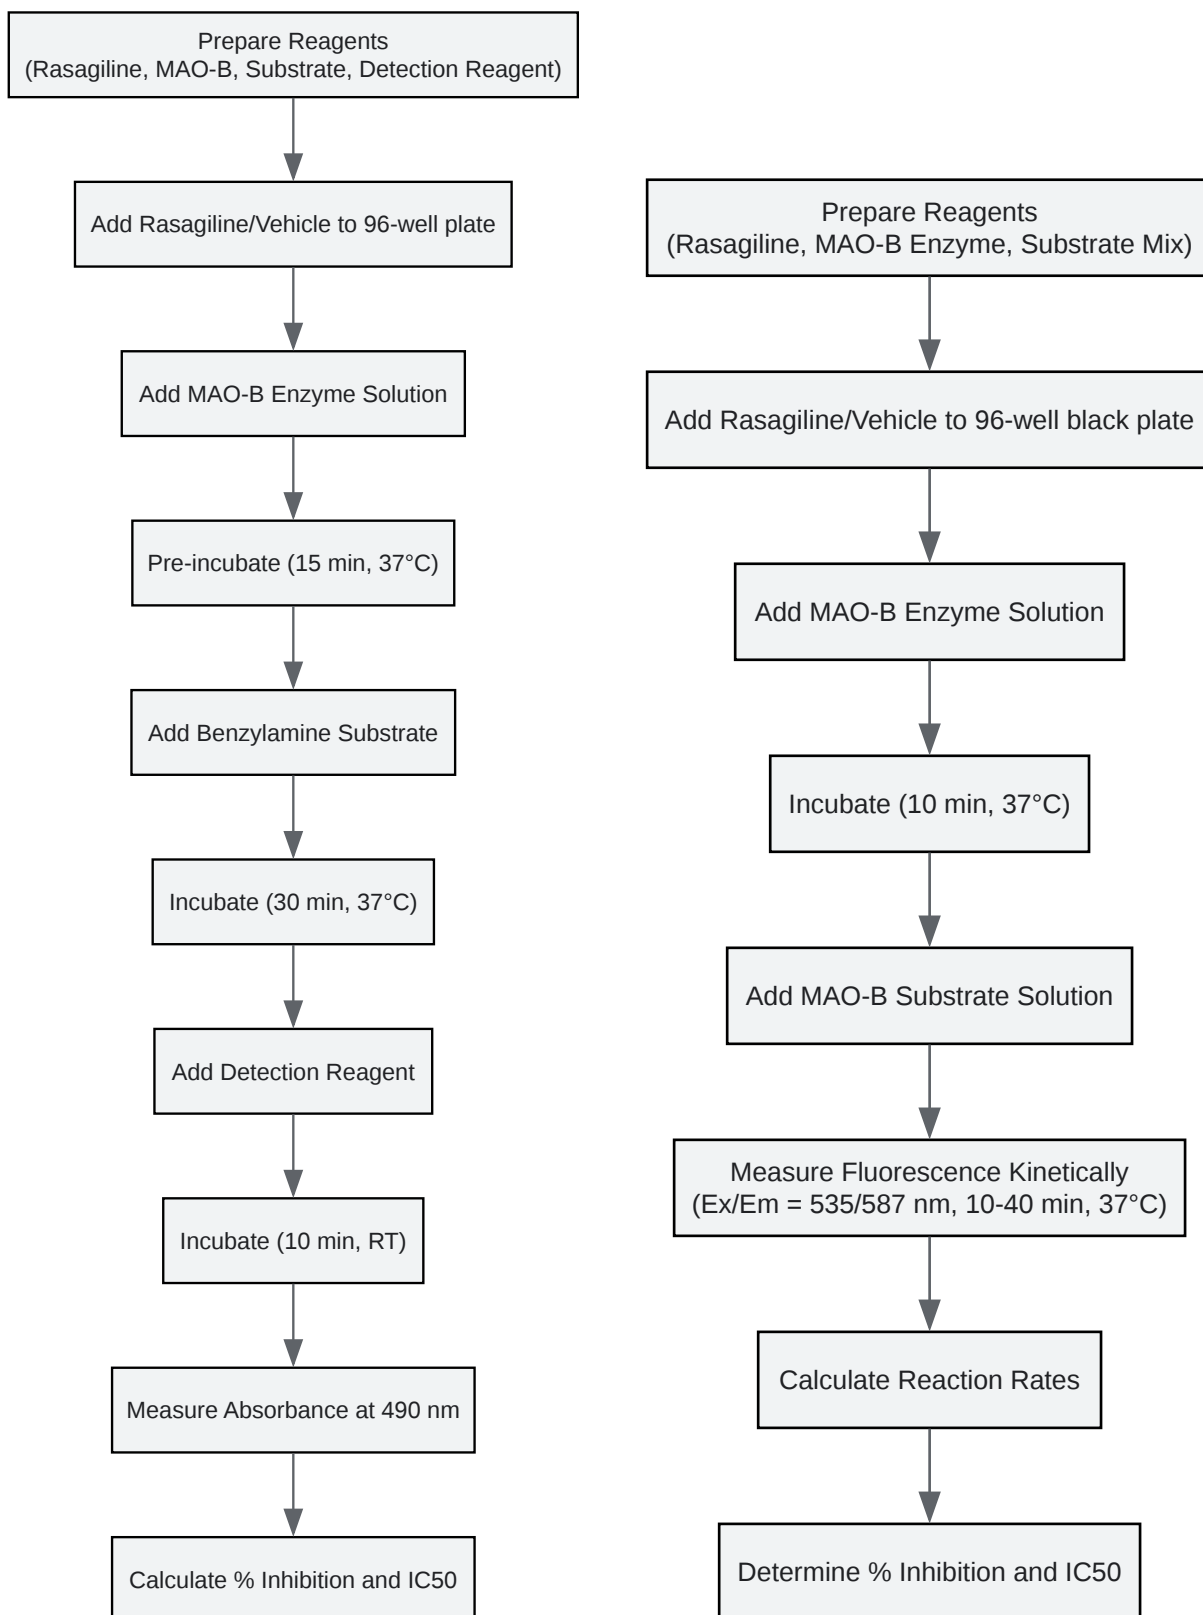 Prepare Reagents
(Rasagiline, MAO-B, Substrate, Detection Reagent)
Add Rasagiline/Vehicle to 96-well plate
Add MAO-B Enzyme Solution
Pre-incubate (15 min, 37°C)
Add Benzylamine Substrate
Incubate (30 min, 37°C)
Add Detection Reagent
Incubate (10 min, RT)
Measure Absorbance at 490 nm
Calculate % Inhibition and IC50
Prepare Reagents
(Rasagiline, MAO-B Enzyme, Substrate Mix)
Add Rasagiline/Vehicle to 96-well black plate
Add MAO-B Enzyme Solution
Incubate (10 min, 37°C)
Add MAO-B Substrate Solution
Measure Fluorescence Kinetically
(Ex/Em = 535/587 nm, 10-40 min, 37°C)
Calculate Reaction Rates
Determine % Inhibition and IC50